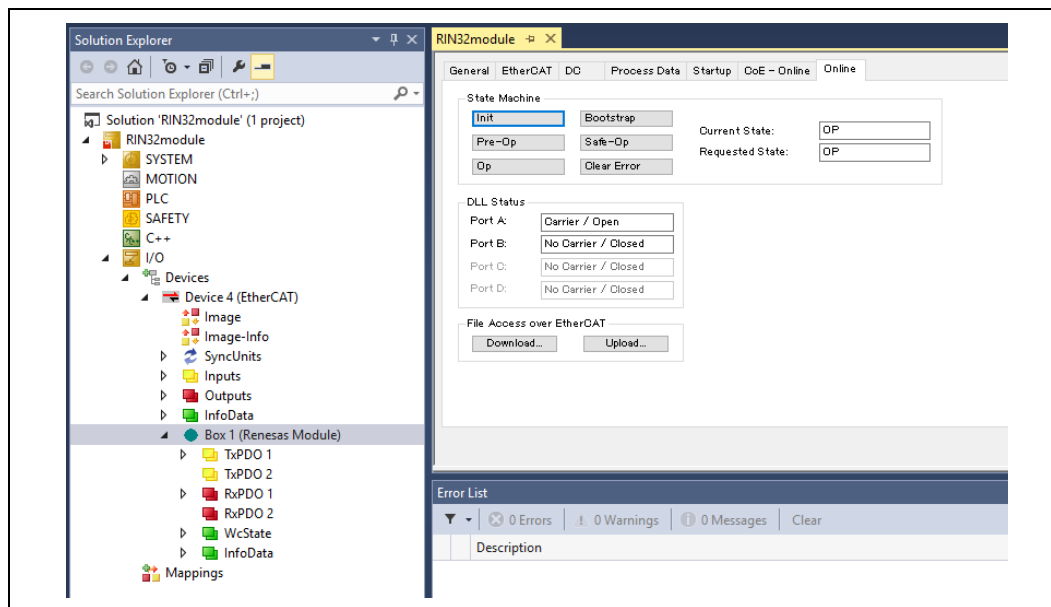 Solution Explorer
Search Solution Explorer (Ctrl+;)
Solution 'RIN32module' (1 project)
RIN32module
SYSTEM
MOTION
PLC
SAFETY
C++
I/O
Devices
Device 4 (EtherCAT)
Image
Image-Info
SyncUnits
Inputs
Outputs
InfoData
Box 1 (Renesas Module)
TxPDO 1
TxPDO 2
RxPDO 1
RxPDO 2
WcState
InfoData
Mappings
RIN32module
General EtherCAT DC Process Data Startup CoE - Online Online
State Machine
Init Bootstrap
Pre-Op Safe-Op
Op Clear Error
Current State: OP
Requested State: OP
DLL Status
Port A: Carrier / Open
Port B: No Carrier / Closed
Port C: No Carrier / Closed
Port D: No Carrier / Closed
File Access over EtherCAT
Download... Upload...
Error List
0 Errors 0 Warnings 0 Messages Clear
Description